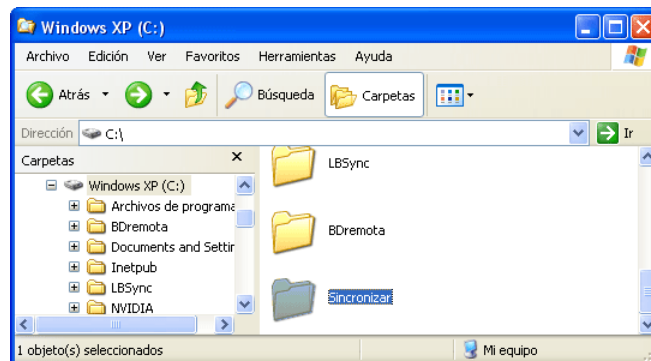 Windows XP (C:)
Archivo Edición Ver Favoritos Herramientas Ayuda
Atrás Búsqueda Carpetas
Dirección C:\ Ir
Carpetas X
Windows XP (C:)
Archivos de programa
BDremota
Documents and Settin
Inetpub
LBSync
NVIDIA
LBSync
BDremota
Sincronizar
1 objeto(s) seleccionados Mi equipo